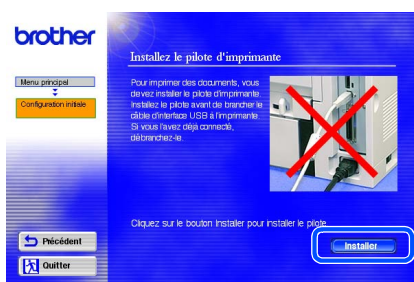 brother
Installez le pilote d'imprimante
Menu principal
Configuration initiale
Pour imprimer des documents, vous
devez installer le pilote d'imprimante.
Installez le pilote avant de brancher le
câble d'interface USB à l'imprimante.
Si vous l'avez déjà connecté,
débranchez-le.
Cliquez sur le bouton Installer pour installer le pilote
Installer
Précédent
Quitter